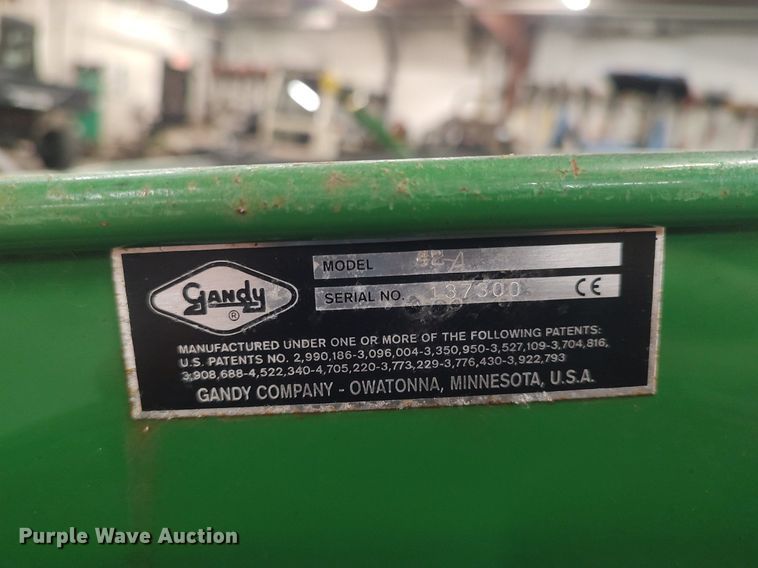 gandy
®
MODEL 42-A
SERIAL NO. 137300 CE
MANUFACTURED UNDER ONE OR MORE OF THE FOLLOWING PATENTS:
U.S. PATENTS NO. 2,990,186-3,096,004-3,350,950-3,527,109-3,704,816,
3,908,688-4,522,340-4,705,220-3,773,229-3,776,430-3,922,793
GANDY COMPANY - OWATONNA, MINNESOTA, U.S.A.
Purple Wave Auction